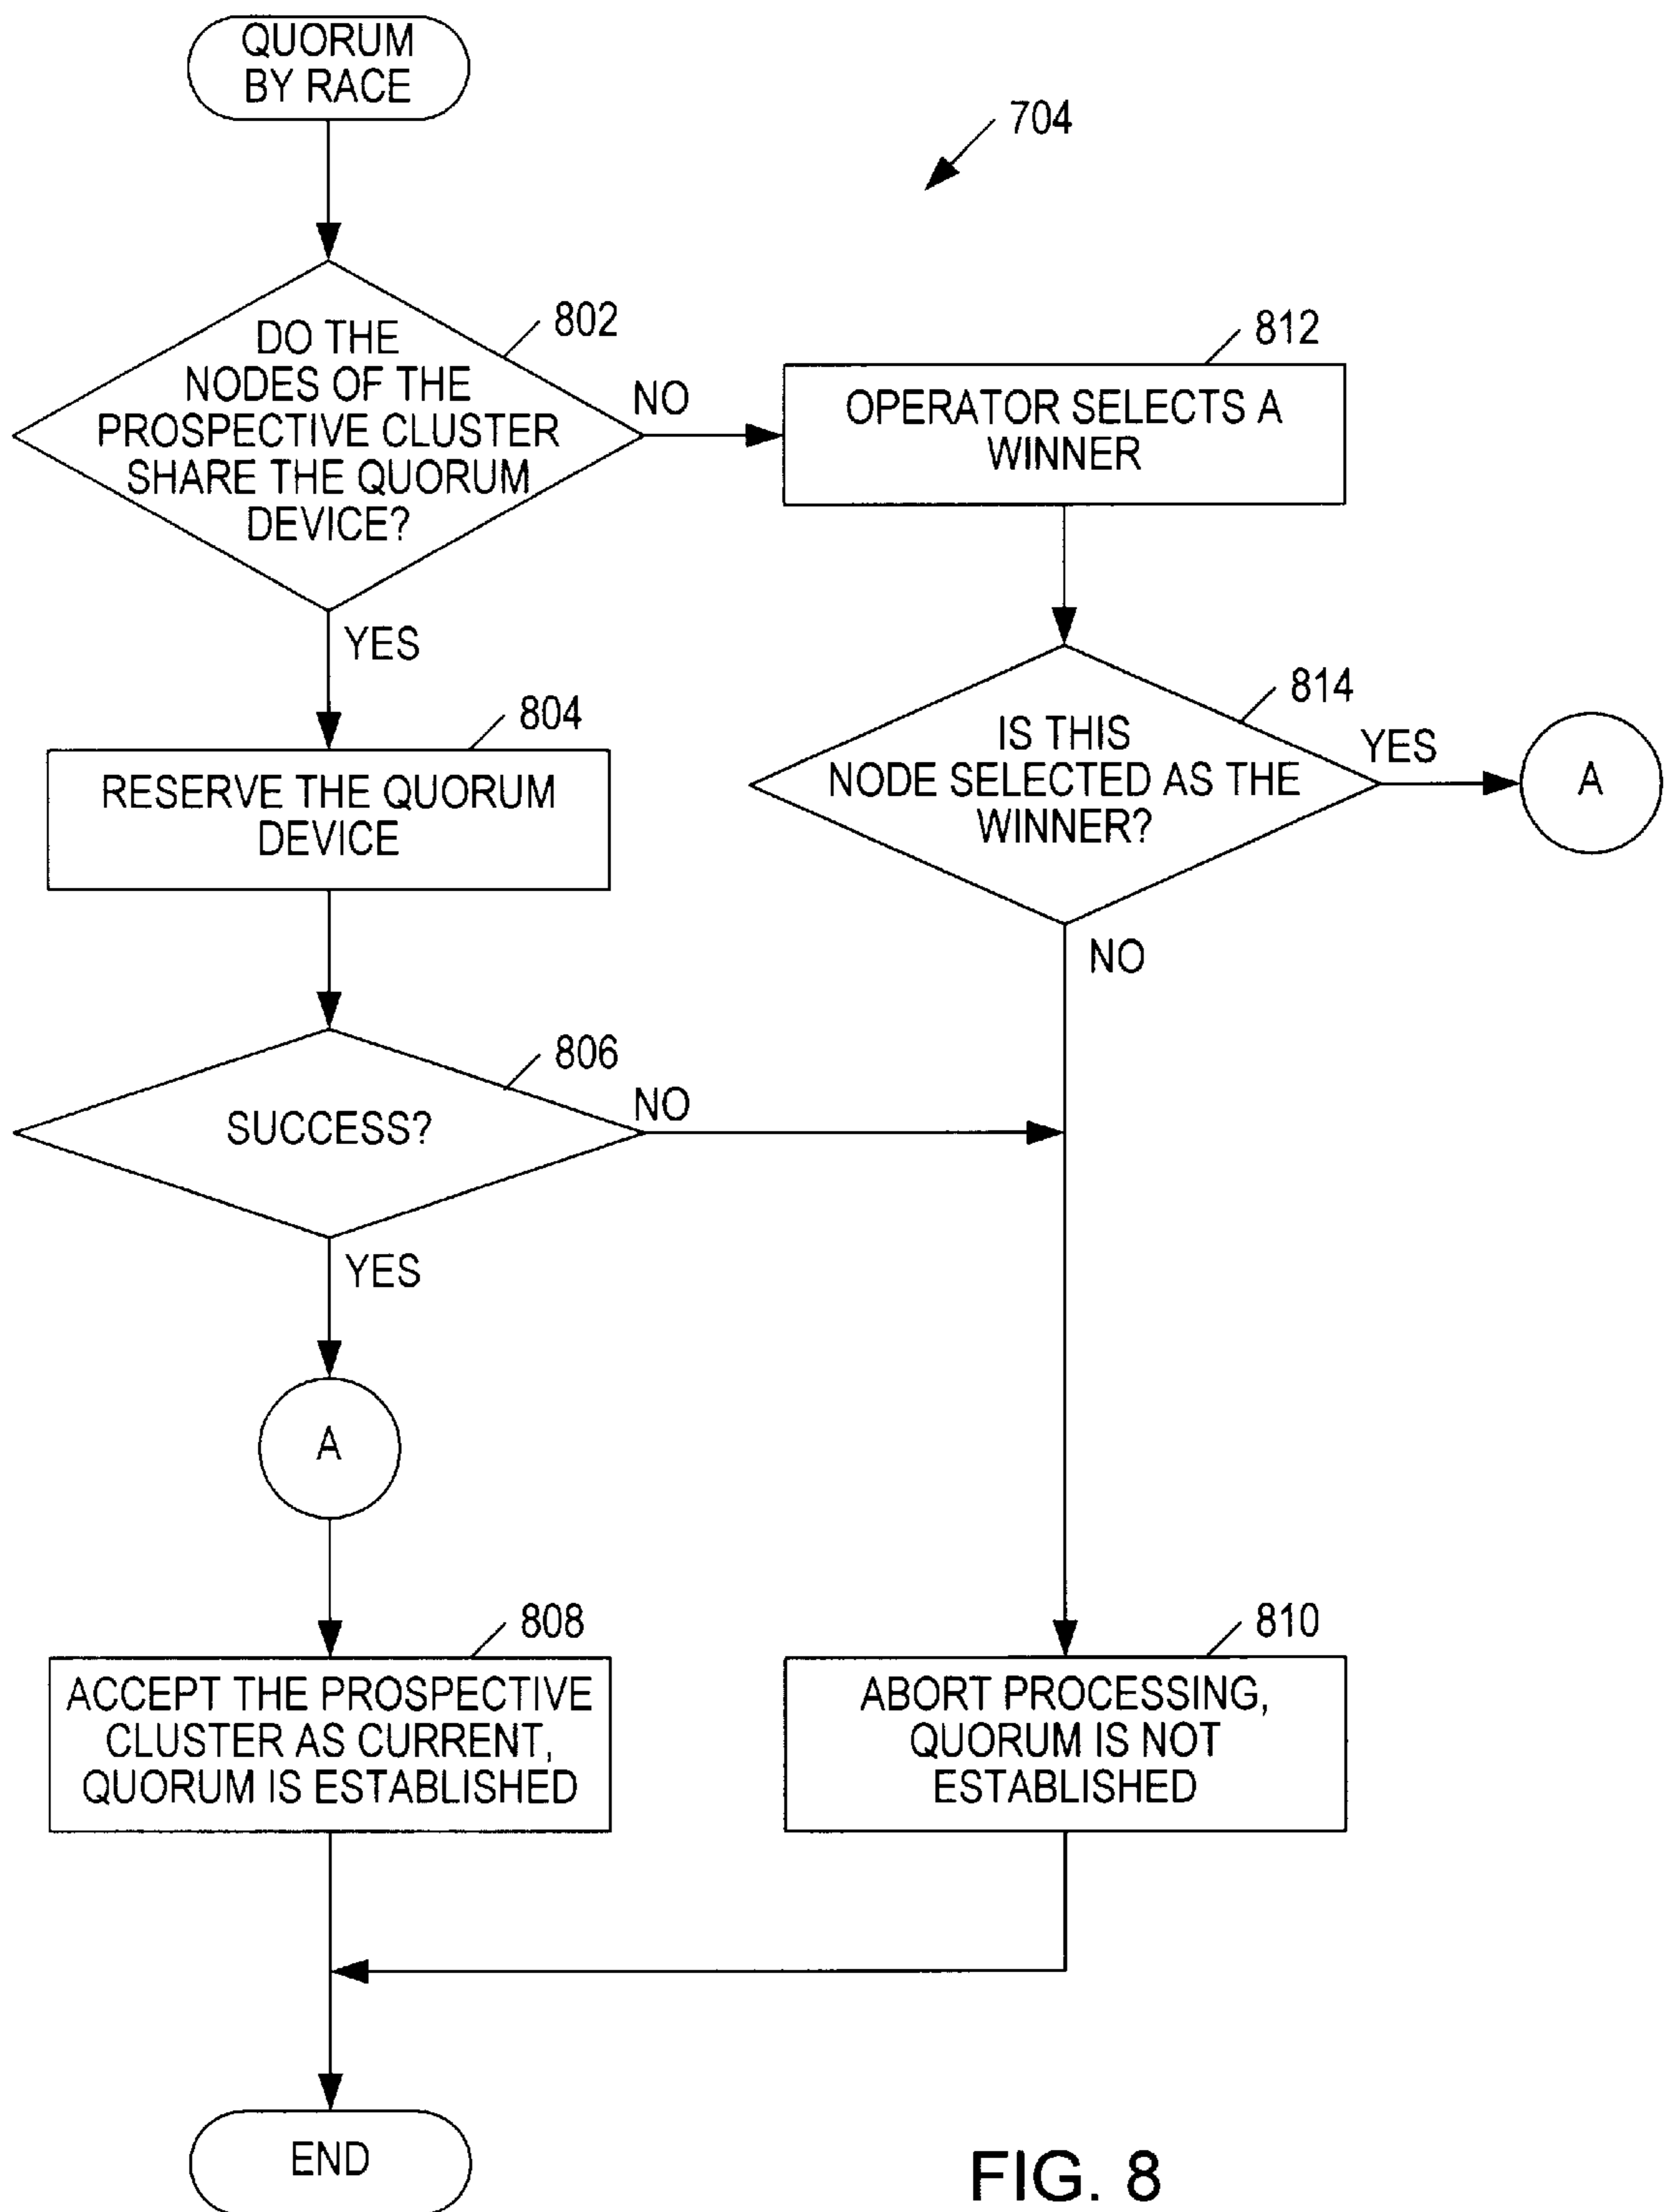 QUORUM
BY RACE
704
802
DO THE
NODES OF THE
PROSPECTIVE CLUSTER
SHARE THE QUORUM
DEVICE?
NO
812
OPERATOR SELECTS A
WINNER
YES
804
RESERVE THE QUORUM
DEVICE
814
IS THIS
NODE SELECTED AS THE
WINNER?
YES
A
NO
806
SUCCESS?
NO
YES
A
808
ACCEPT THE PROSPECTIVE
CLUSTER AS CURRENT,
QUORUM IS ESTABLISHED
810
ABORT PROCESSING,
QUORUM IS NOT
ESTABLISHED
END
FIG. 8